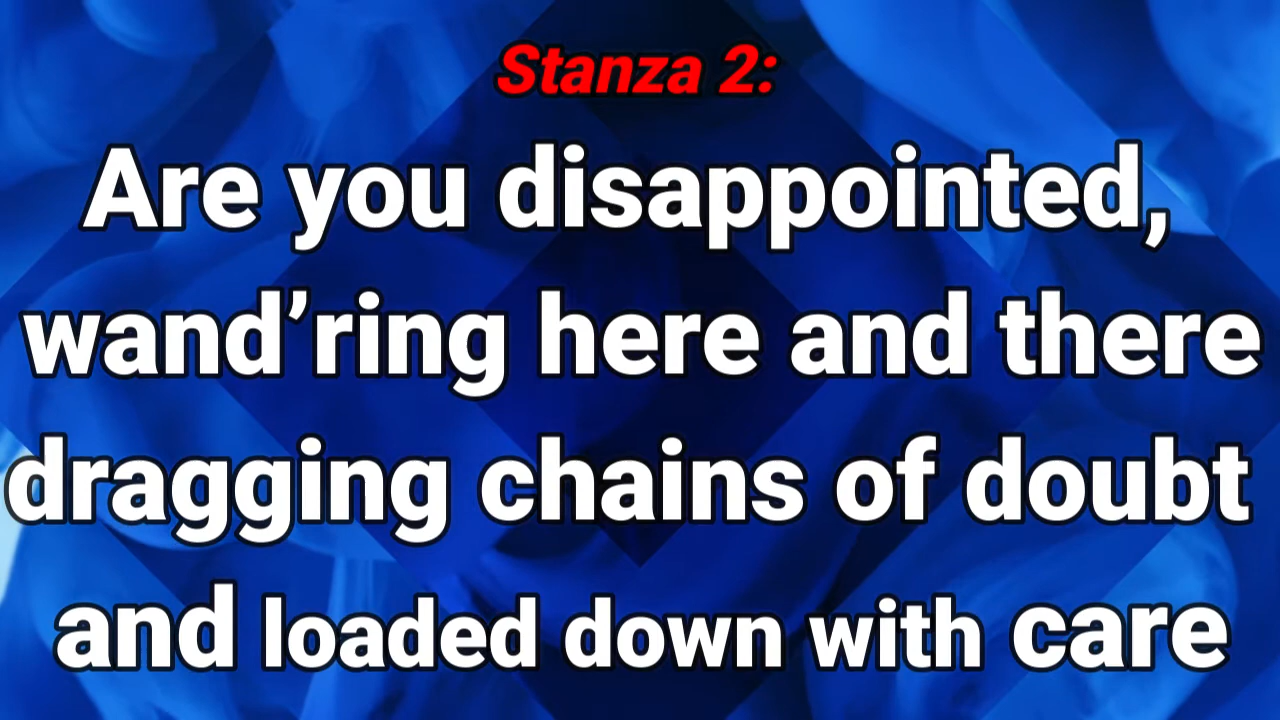 Stanza 2:
Are you disappointed,
wand’ring here and there
dragging chains of doubt
and loaded down with care